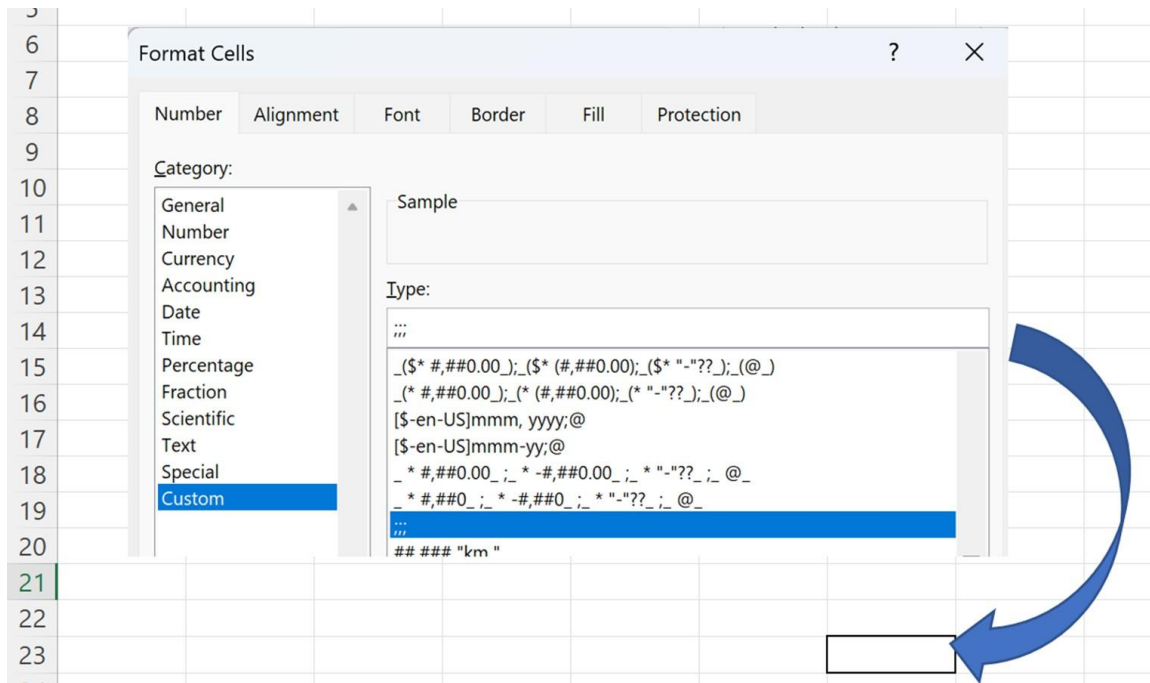 6
Format Cells ?
7
8
Number Alignment Font Border Fill Protection
9
Category:
10
General
Sample
11
Number
12
Currency
13
Accounting
Type:
Date
14
Time
;;;
15
Percentage
_($* #,##0.00_);_($* (#,##0.00);_($* "-"??_);_(@_)
16
Fraction
_(* #,##0.00_);_(* (#,##0.00);_(* "-"??_);_(@_)
Scientific
[$-en-US]mmm, yyyy;@
17
Text
[$-en-US]mmm-yy;@
18
Special
_ * #,##0.00_ ;_ * -#,##0.00_ ;_ * "-"??_ ;_ @_
19
Custom
_ * #,##0_ ;_ * -#,##0_ ;_ * "-"??_ ;_ @_
;;;
20
## ### "km "
21
22
23